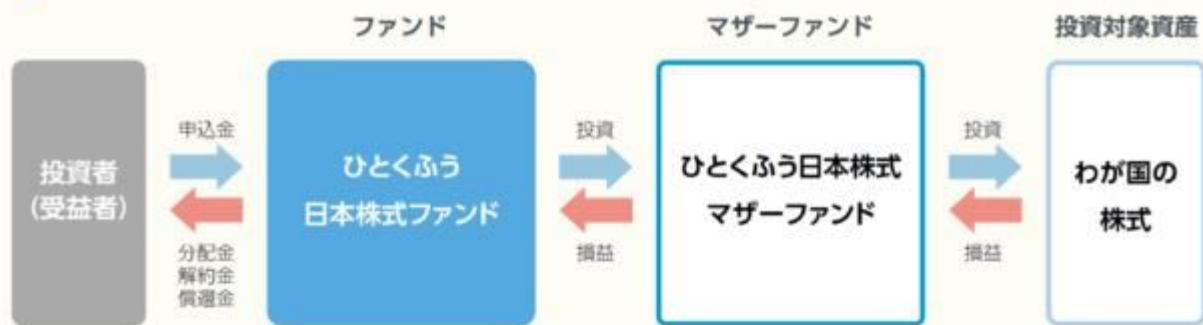 ファンド
マザーファンド
投資対象資産
投資者
(受益者)
申込金
分配金
解約金
償還金
ひとくふう
日本株式ファンド
投資
損益
ひとくふう日本株式
マザーファンド
投資
損益
わが国の
株式